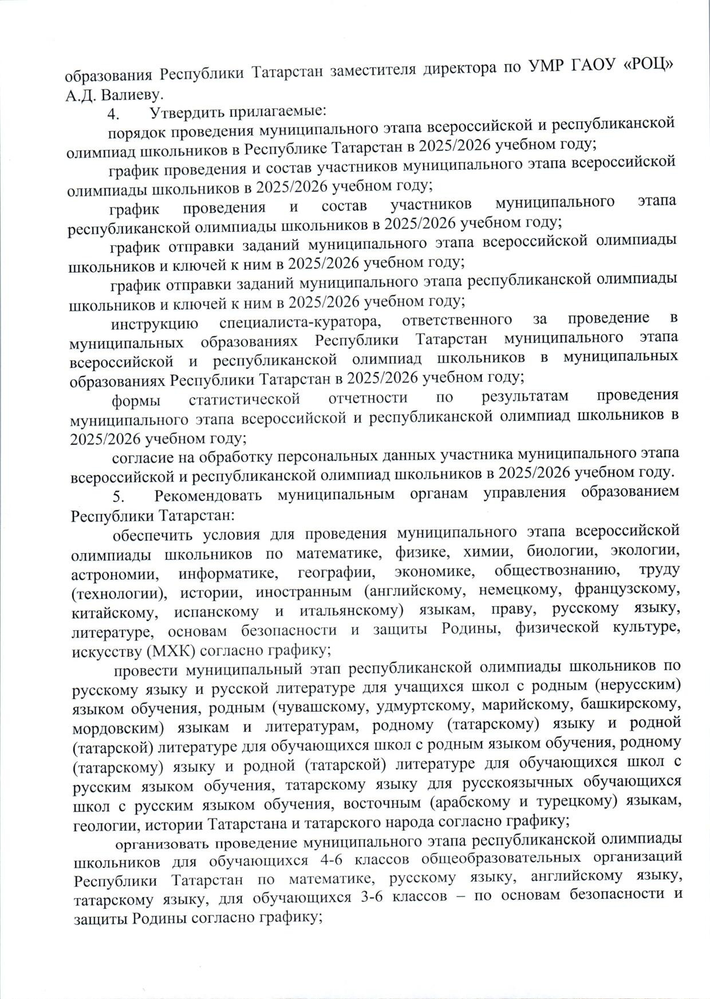 образования Республики Татарстан заместителя директора по УМР ГАОУ «РОЦ»
А.Д. Валиеву.
4. Утвердить прилагаемые:
порядок проведения муниципального этапа всероссийской и республиканской
олимпиад школьников в Республике Татарстан в 2025/2026 учебном году;
график проведения и состав участников муниципального этапа всероссийской
олимпиады школьников в 2025/2026 учебном году;
график проведения и состав участников муниципального этапа
республиканской олимпиады школьников в 2025/2026 учебном году;
график отправки заданий муниципального этапа всероссийской олимпиады
школьников и ключей к ним в 2025/2026 учебном году;
график отправки заданий муниципального этапа республиканской олимпиады
школьников и ключей к ним в 2025/2026 учебном году;
инструкцию специалиста-куратора, ответственного за проведение в
муниципальных образованиях Республики Татарстан муниципального этапа
всероссийской и республиканской олимпиад школьников в муниципальных
образованиях Республики Татарстан в 2025/2026 учебном году;
формы статистической отчетности по результатам проведения
муниципального этапа всероссийской и республиканской олимпиад школьников в
2025/2026 учебном году;
согласие на обработку персональных данных участника муниципального этапа
всероссийской и республиканской олимпиад школьников в 2025/2026 учебном году.
5. Рекомендовать муниципальным органам управления образованием
Республики Татарстан:
обеспечить условия для проведения муниципального этапа всероссийской
олимпиады школьников по математике, физике, химии, биологии, экологии,
астрономии, информатике, географии, экономике, обществознанию, труду
(технологии), истории, иностранным (английскому, немецкому, французскому,
китайскому, испанскому и итальянскому) языкам, праву, русскому языку,
литературе, основам безопасности и защиты Родины, физической культуре,
искусству (МХК) согласно графику;
провести муниципальный этап республиканской олимпиады школьников по
русскому языку и русской литературе для учащихся школ с родным (нерусским)
языком обучения, родным (чувашскому, удмуртскому, марийскому, башкирскому,
мордовским) языкам и литературам, родному (татарскому) языку и родной
(татарской) литературе для обучающихся школ с родным языком обучения, родному
(татарскому) языку и родной (татарской) литературе для обучающихся школ с
русским языком обучения, татарскому языку для русскоязычных обучающихся
школ с русским языком обучения, восточным (арабскому и турецкому) языкам,
геологии, истории Татарстана и татарского народа согласно графику;
организовать проведение муниципального этапа республиканской олимпиады
школьников для обучающихся 4-6 классов общеобразовательных организаций
Республики Татарстан по математике, русскому языку, английскому языку,
татарскому языку, для обучающихся 3-6 классов – по основам безопасности и
защиты Родины согласно графику;